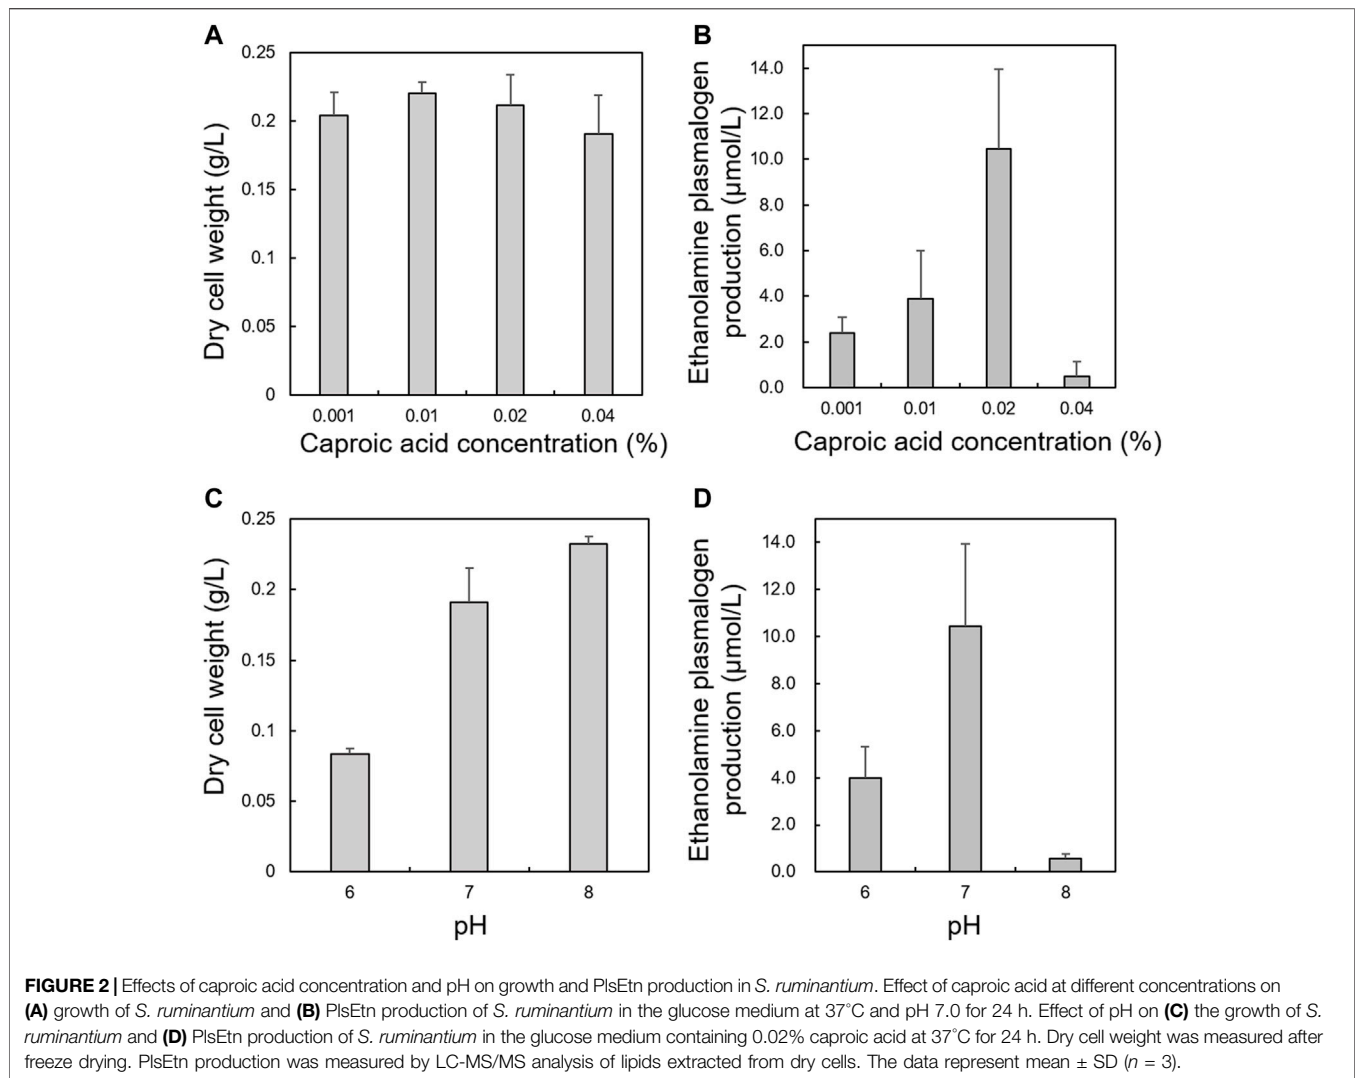 A
Dry cell weight (g/L)
0.25
0.2
0.15
0.1
0.05
0
0.001 0.01 0.02 0.04
Caproic acid concentration (%)
B
Ethanolamine plasmalogen
production (µmol/L)
14.0
12.0
10.0
8.0
6.0
4.0
2.0
0.0
0.001 0.01 0.02 0.04
Caproic acid concentration (%)
C
Dry cell weight (g/L)
0.25
0.2
0.15
0.1
0.05
0
6 7 8
pH
D
Ethanolamine plasmalogen
production (µmol/L)
14.0
12.0
10.0
8.0
6.0
4.0
2.0
0.0
6 7 8
pH
FIGURE 2 | Effects of caproic acid concentration and pH on growth and PlsEtn production in S. ruminantium. Effect of caproic acid at different concentrations on
(A) growth of S. ruminantium and (B) PlsEtn production of S. ruminantium in the glucose medium at 37°C and pH 7.0 for 24 h. Effect of pH on (C) the growth of S.
ruminantium and (D) PlsEtn production of S. ruminantium in the glucose medium containing 0.02% caproic acid at 37°C for 24 h. Dry cell weight was measured after
freeze drying. PlsEtn production was measured by LC-MS/MS analysis of lipids extracted from dry cells. The data represent mean ± SD (n = 3).